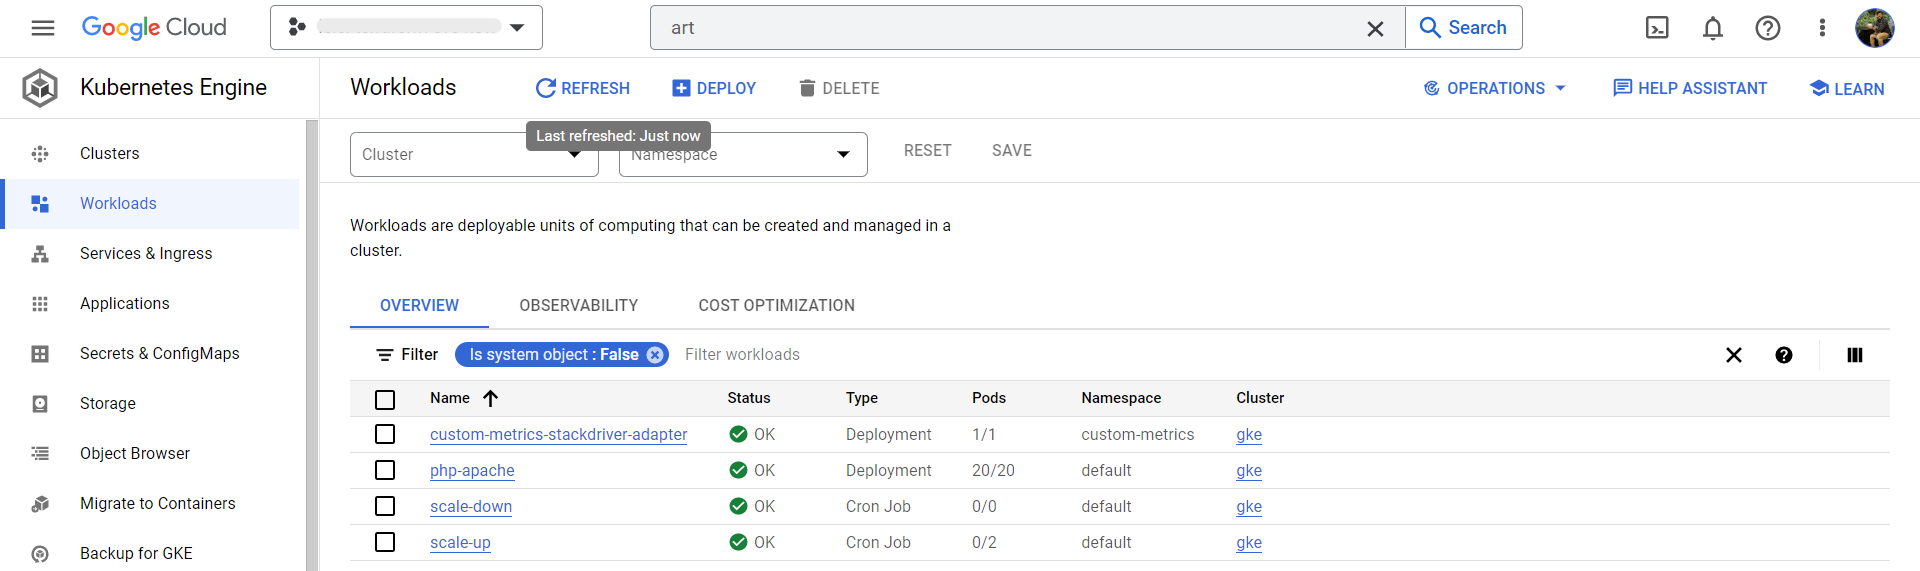 Google Cloud
art
Search
Kubernetes Engine
Workloads
REFRESH
DEPLOY
DELETE
OPERATIONS
HELP ASSISTANT
LEARN
Last refreshed: Just now
Cluster
Namespace
RESET
SAVE
Clusters
Workloads
Services & Ingress
Applications
Secrets & ConfigMaps
Storage
Object Browser
Migrate to Containers
Backup for GKE
Workloads are deployable units of computing that can be created and managed in a
cluster.
OVERVIEW
OBSERVABILITY
COST OPTIMIZATION
Filter
Is system object : False
Filter workloads
Name Status Type Pods Namespace Cluster
custom-metrics-stackdriver-adapter OK Deployment 1/1 custom-metrics gke
php-apache OK Deployment 20/20 default gke
scale-down OK Cron Job 0/0 default gke
scale-up OK Cron Job 0/2 default gke